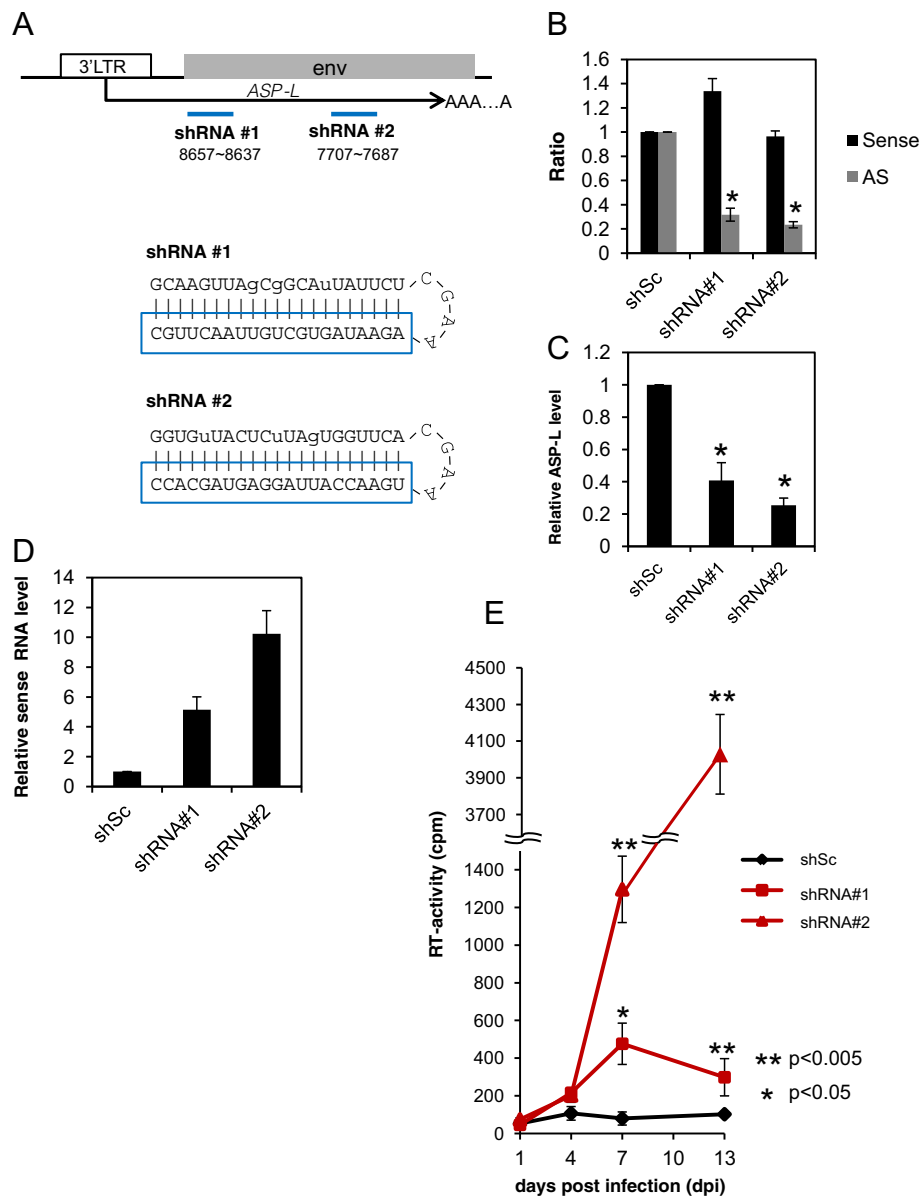 A
3'LTR
env
ASP-L
AAA...A
shRNA #1
8657~8637
shRNA #2
7707~7687
shRNA #1
GCAAGUUAgCgGCAuUAUUCU
C
G
A
A
A
CGUUCAAUUGUCGUGAUAAGA
shRNA #2
GGUGuUACUCuUAgUGGUUCA
C
G
A
A
A
CCACGAUGAGGAUUACCAAGU
B
Ratio
1.6
1.4
1.2
1
0.8
0.6
0.4
0.2
0
*
*
shSc
shRNA#1
shRNA#2
Sense
AS
C
Relative ASP-L level
1.2
1
0.8
0.6
0.4
0.2
0
*
*
shSc
shRNA#1
shRNA#2
D
Relative sense RNA level
14
12
10
8
6
4
2
0
shSc
shRNA#1
shRNA#2
E
RT-activity (cpm)
4500
4300
4100
3900
3700
1400
1200
1000
800
600
400
200
0
**
**
*
**
1
4
7
10
13
days post infection (dpi)
shSc
shRNA#1
shRNA#2
** p<0.005
* p<0.05